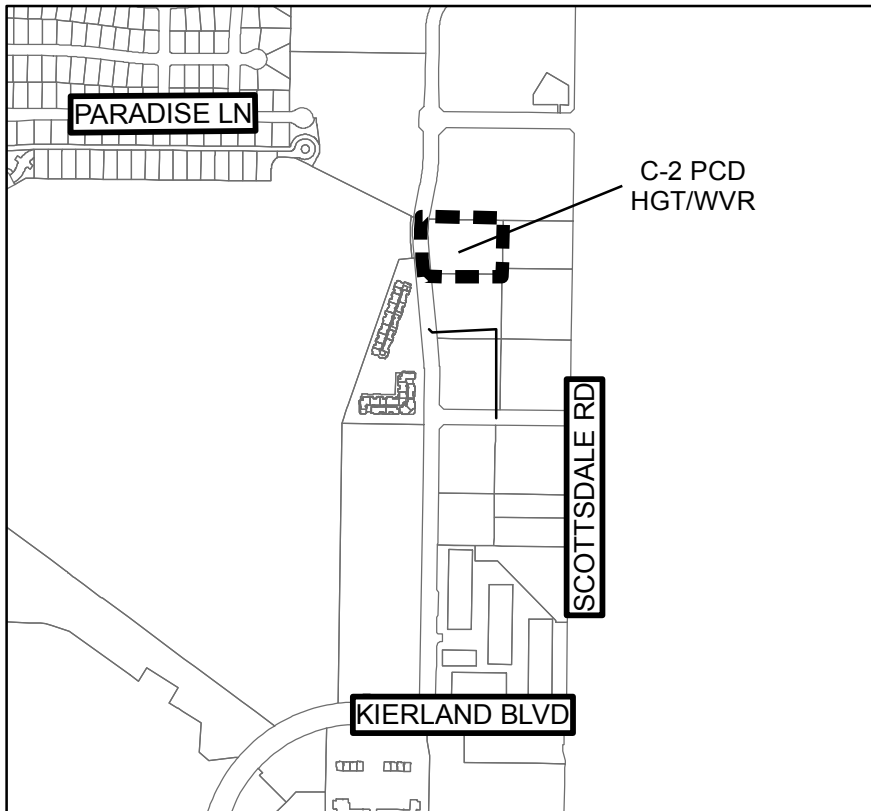 PARADISE LN
C-2 PCD
HGT/WVR
SCOTTSDALE RD
KIERLAND BLVD